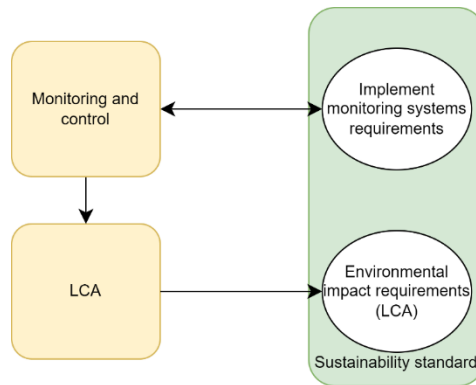 Monitoring and
control
Implement
monitoring systems
requirements
LCA
Environmental
impact requirements
(LCA)
Sustainability standard